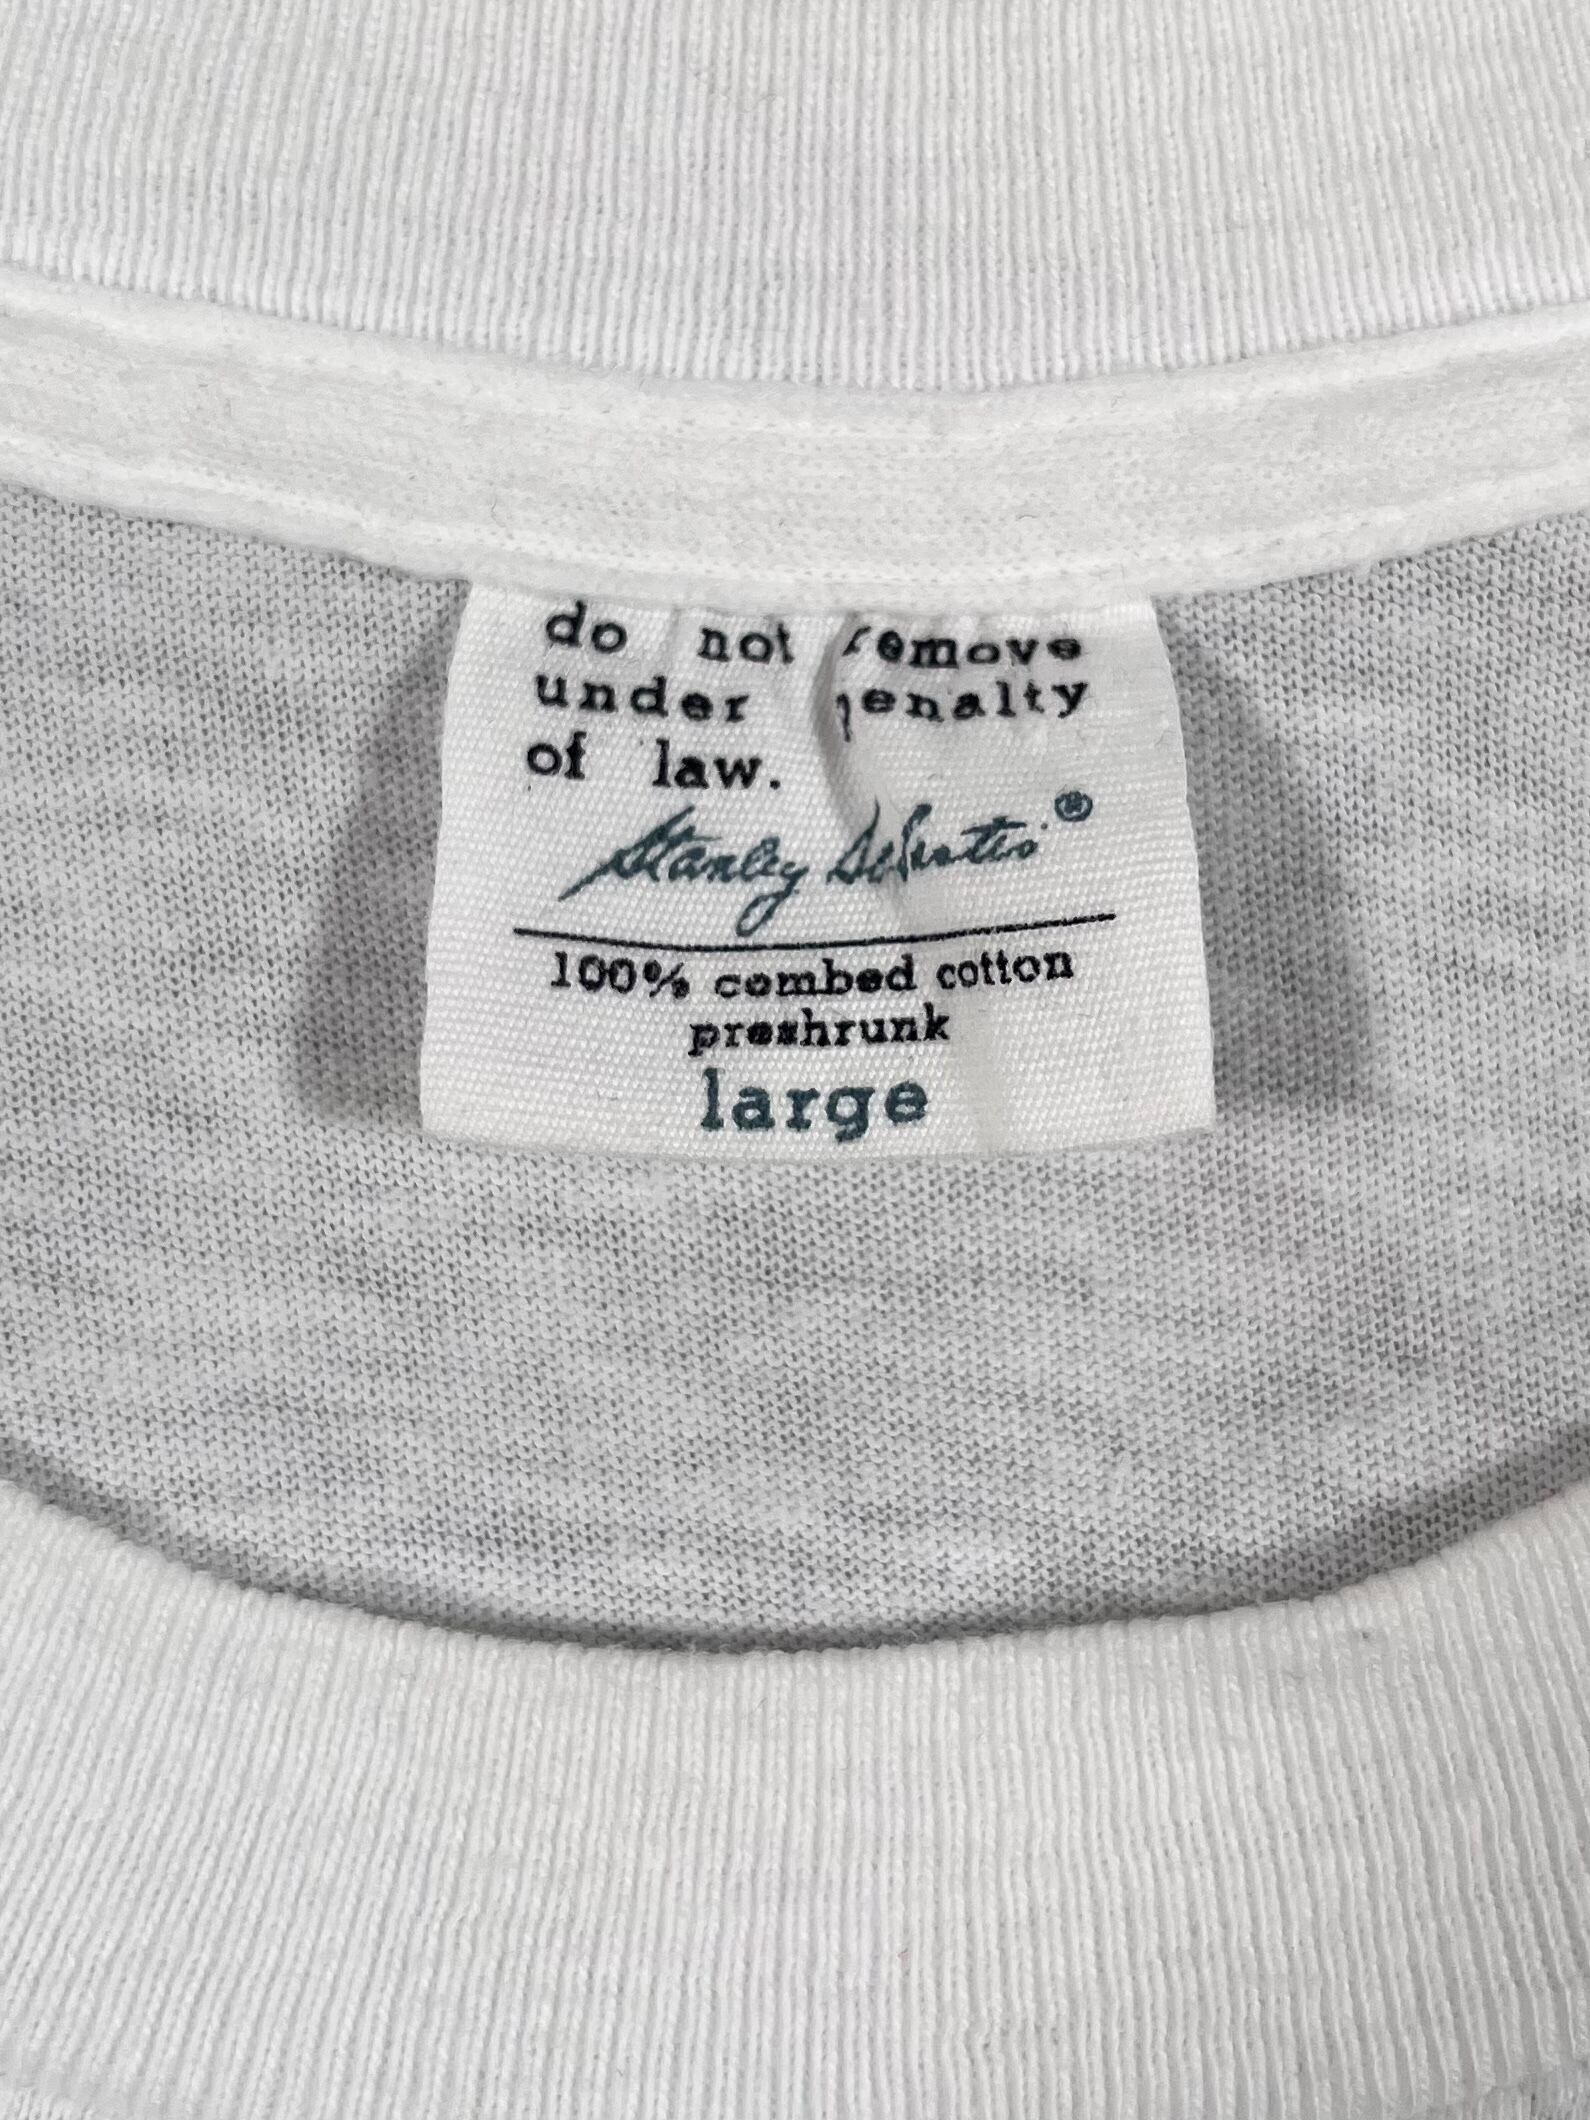 do not remove
under penalty
of law.
Stanley DeSantis®
100% combed cotton
preshrunk
large